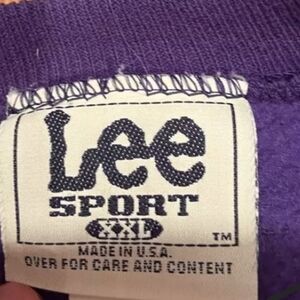 Lee
SPORT
XXL
TM
MADE IN U.S.A.
OVER FOR CARE AND CONTENT